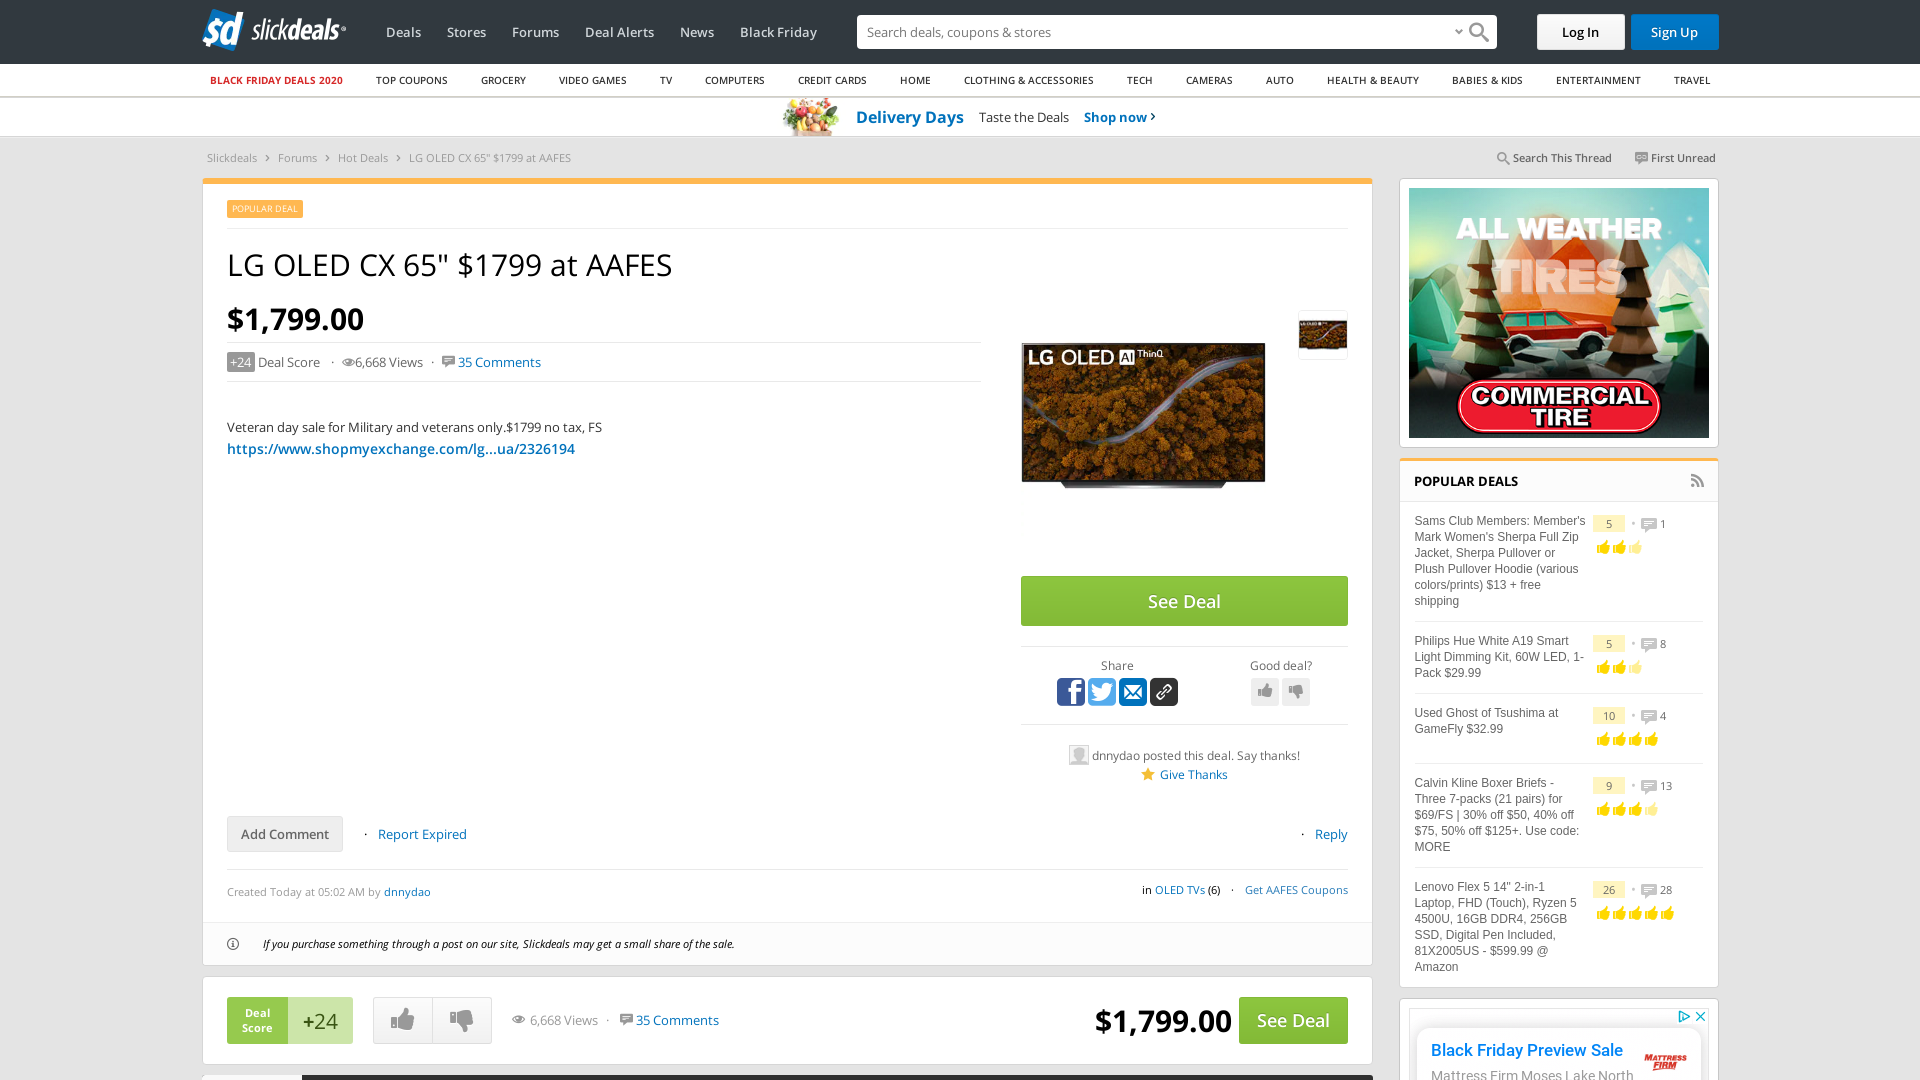 sd slickdeals
Deals Stores Forums Deal Alerts News Black Friday
Search deals, coupons & stores
Log In Sign Up
BLACK FRIDAY DEALS 2020 TOP COUPONS GROCERY VIDEO GAMES TV COMPUTERS CREDIT CARDS HOME CLOTHING & ACCESSORIES TECH CAMERAS AUTO HEALTH & BEAUTY BABIES & KIDS ENTERTAINMENT TRAVEL
Delivery Days Taste the Deals Shop now
Slickdeals > Forums > Hot Deals > LG OLED CX 65" $1799 at AAFES
Search This Thread First Unread
POPULAR DEAL
LG OLED CX 65" $1799 at AAFES
$1,799.00
+24 Deal Score · 6,668 Views · 35 Comments
Veteran day sale for Military and veterans only.$1799 no tax, FS
https://www.shopmyexchange.com/lg...ua/2326194
LG OLED AI ThinQ
See Deal
Share
Good deal?
dnnydao posted this deal. Say thanks!
Give Thanks
Add Comment · Report Expired · Reply
Created Today at 05:02 AM by dnnydao
in OLED TVs (6) · Get AAFES Coupons
If you purchase something through a post on our site, Slickdeals may get a small share of the sale.
Deal
Score
+24
6,668 Views · 35 Comments
$1,799.00
See Deal
ALL WEATHER
TIRES
COMMERCIAL
TIRE
POPULAR DEALS
Sams Club Members: Member's
Mark Women's Sherpa Full Zip
Jacket, Sherpa Pullover or
Plush Pullover Hoodie (various
colors/prints) $13 + free
shipping
5 • 1
Philips Hue White A19 Smart
Light Dimming Kit, 60W LED, 1-
Pack $29.99
5 • 8
Used Ghost of Tsushima at
GameFly $32.99
10 • 4
Calvin Kline Boxer Briefs -
Three 7-packs (21 pairs) for
$69/FS | 30% off $50, 40% off
$75, 50% off $125+. Use code:
MORE
9 • 13
Lenovo Flex 5 14" 2-in-1
Laptop, FHD (Touch), Ryzen 5
4500U, 16GB DDR4, 256GB
SSD, Digital Pen Included,
81X2005US - $599.99 @
Amazon
26 • 28
Black Friday Preview Sale
MATTRESS
FIRM
Mattress Firm Moses Lake North